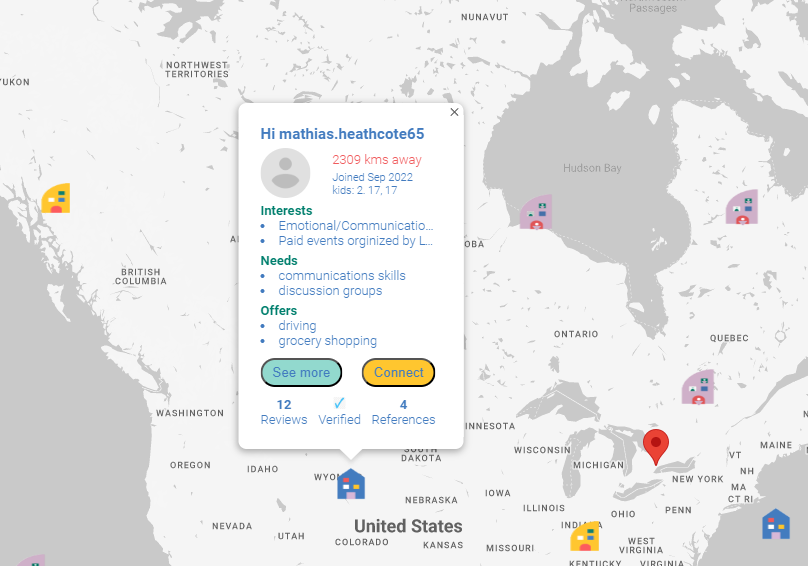 Northwestern
Passages
NUNAVUT
NORTHWEST
TERRITORIES
YUKON
Hudson Bay
BRITISH
COLUMBIA
OBA
ONTARIO
QUEBEC
Hi mathias.heathcote65
2309 kms away
Joined Sep 2022
kids: 2. 17, 17
Interests
• Emotional/Communicatio...
• Paid events orginized by L...
Needs
• communications skills
• discussion groups
Offers
• driving
• grocery shopping
See more
Connect
12
✓
4
Reviews
Verified
References
WASHINGTON
NNESOTA
MAINE
SOUTH
DAKOTA
WISCONSIN
VT
OREGON
IDAHO
MICHIGAN
NH
WYO
NEW YORK
MA
NEBRASKA
IOWA
CT RI
ILLINOIS
OHIO
PENN
NEVADA
United States
INDIANA
UTAH
COLORADO
KANSAS
MISSOURI
WEST
VIRGINIA
KENTUCKY
VIRGINIA